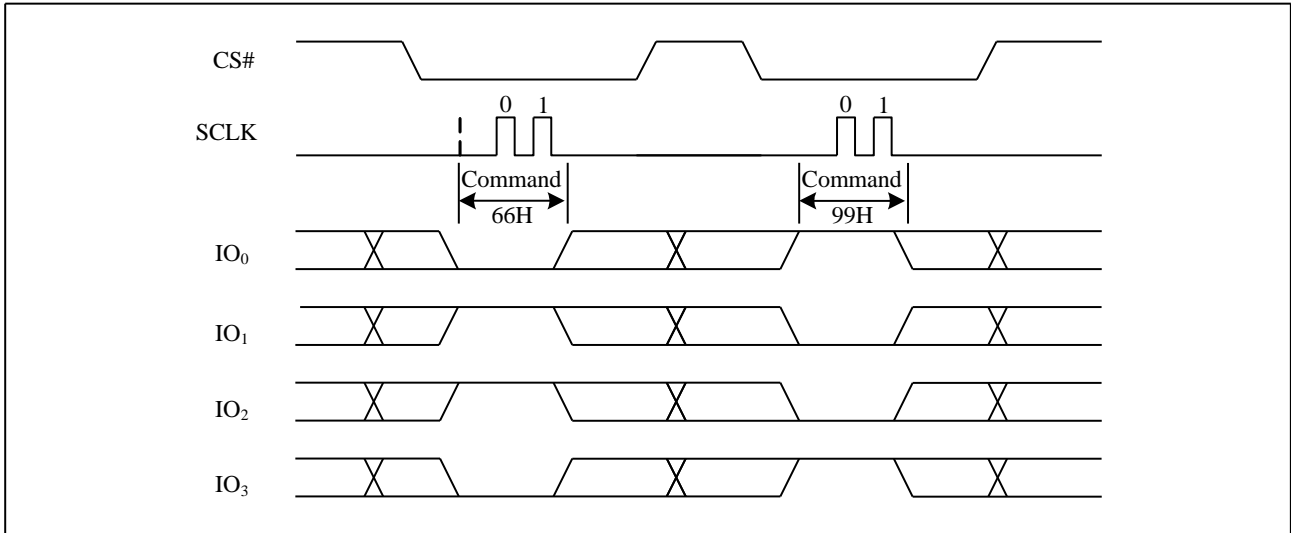 CS#
0 1 0 1
SCLK
Command Command
66H 99H
IO₀
IO₁
IO₂
IO₃